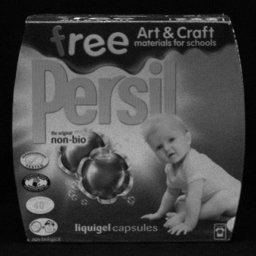 free Art & Craft
materials for schools
Persil
the original
non-bio
liquigel capsules